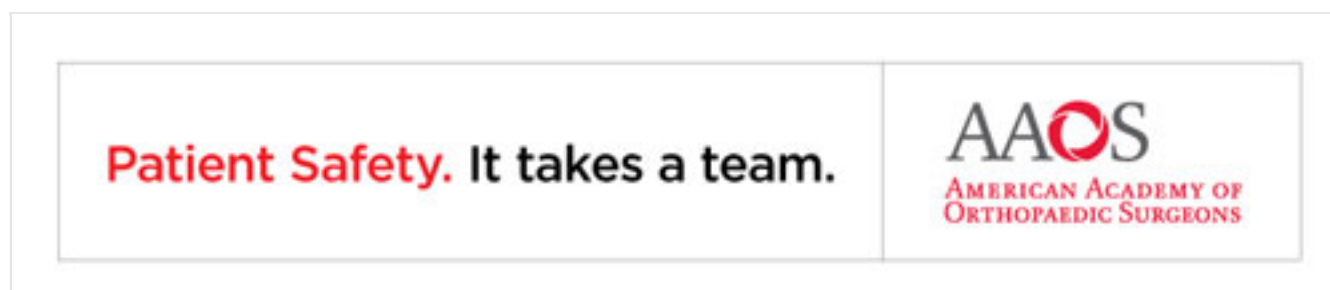 Patient Safety. It takes a team.
AAOS
AMERICAN ACADEMY OF
ORTHOPAEDIC SURGEONS